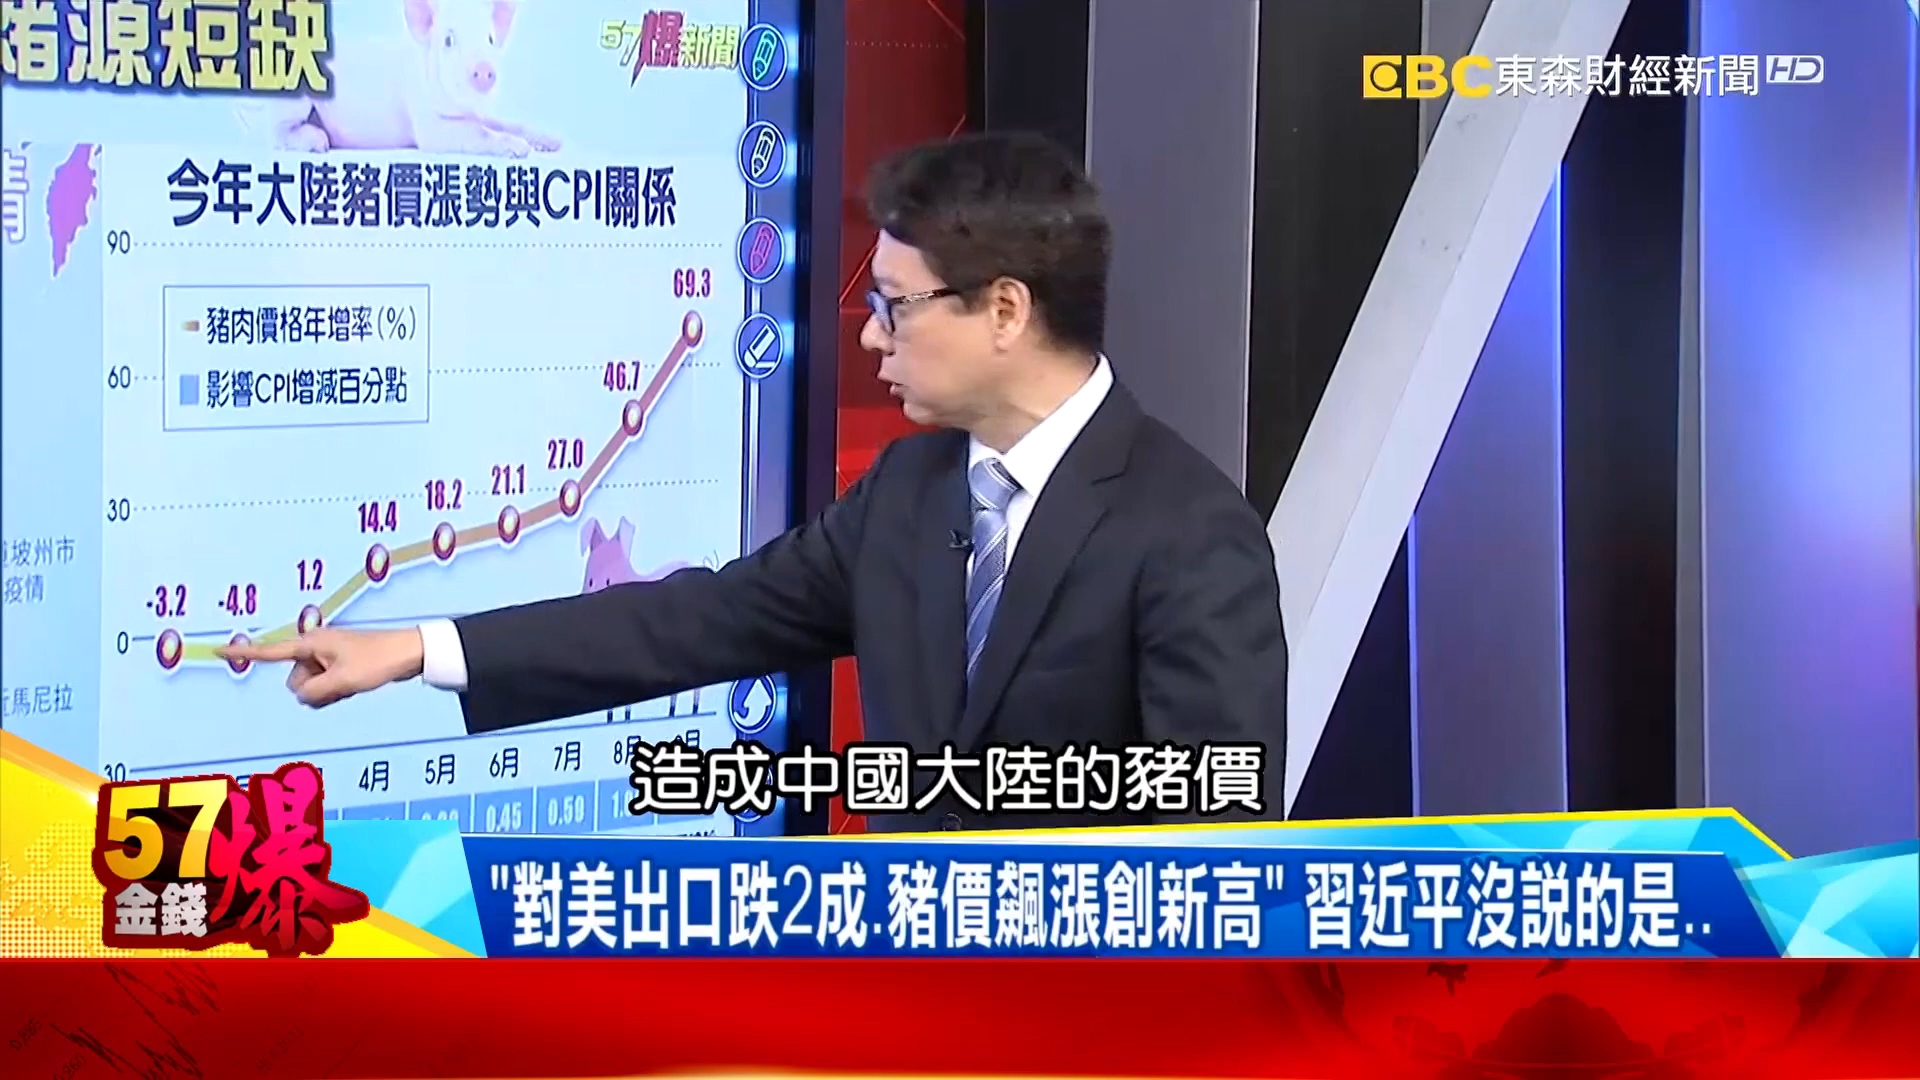 豬源短缺
57爆新聞
EBC東森財經新聞HD
情
今年大陸豬價漲勢與CPI關係
90
69.3
豬肉價格年增率(%)
60
46.7
影響CPI增減百分點
27.0
21.1
18.2
30
14.4
1.2
坡州市
疫情
-3.2
-4.8
0
馬尼拉
30
4月
5月
6月
7月
0.45
0.59
造成中國大陸的豬價
57爆
金錢
"對美出口跌2成.豬價飆漲創新高" 習近平沒説的是..